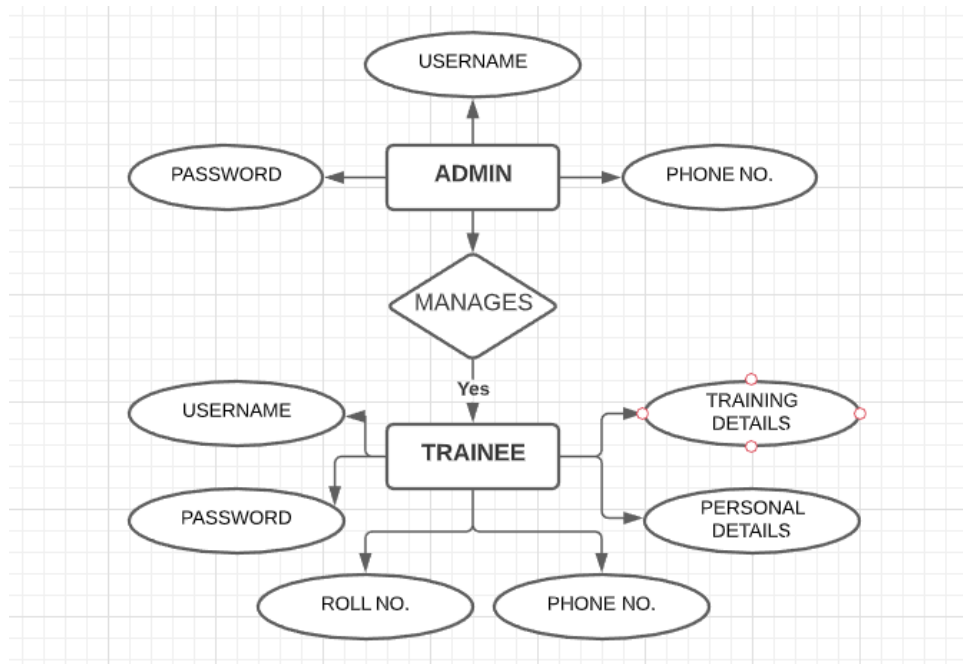 USERNAME
PASSWORD
ADMIN
PHONE NO.
MANAGES
Yes
USERNAME
TRAINING
DETAILS
TRAINEE
PASSWORD
PERSONAL
DETAILS
ROLL NO.
PHONE NO.